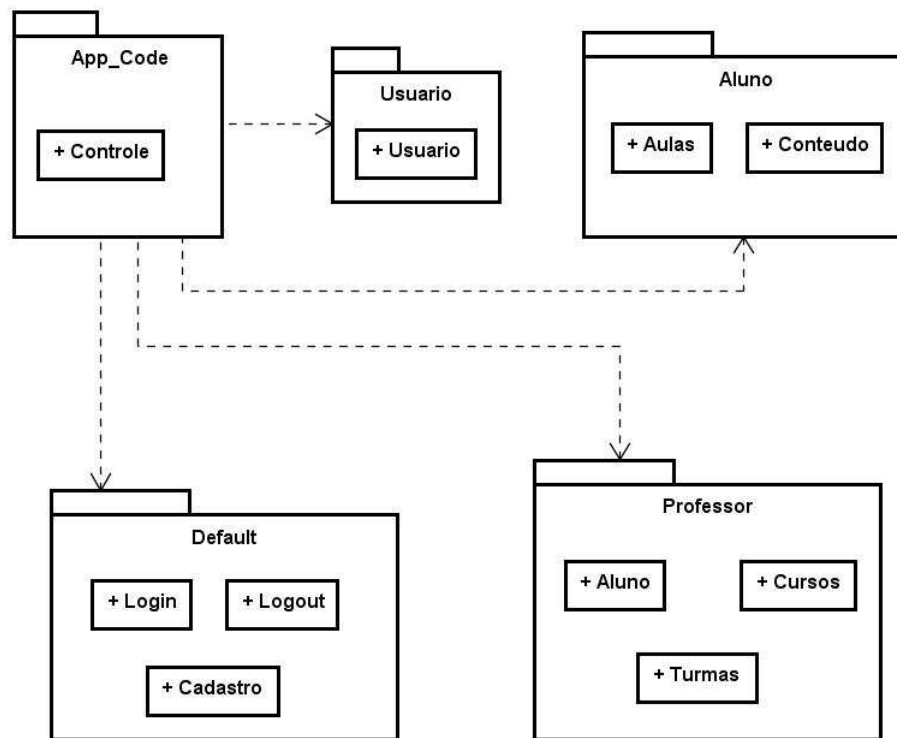 App_Code
+ Controle
Usuario
+ Usuario
Aluno
+ Aulas
+ Conteudo
Default
+ Login
+ Logout
+ Cadastro
Professor
+ Aluno
+ Cursos
+ Turmas